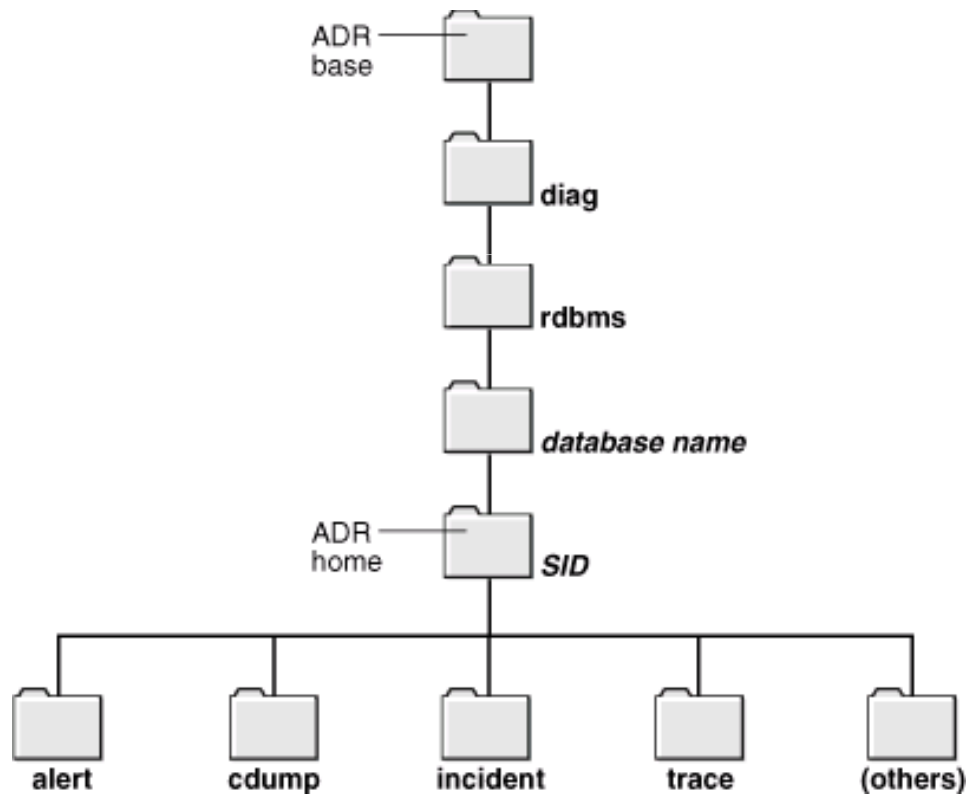 ADR
base
diag
rdbms
database name
ADR
home
SID
alert
cdump
incident
trace
(others)